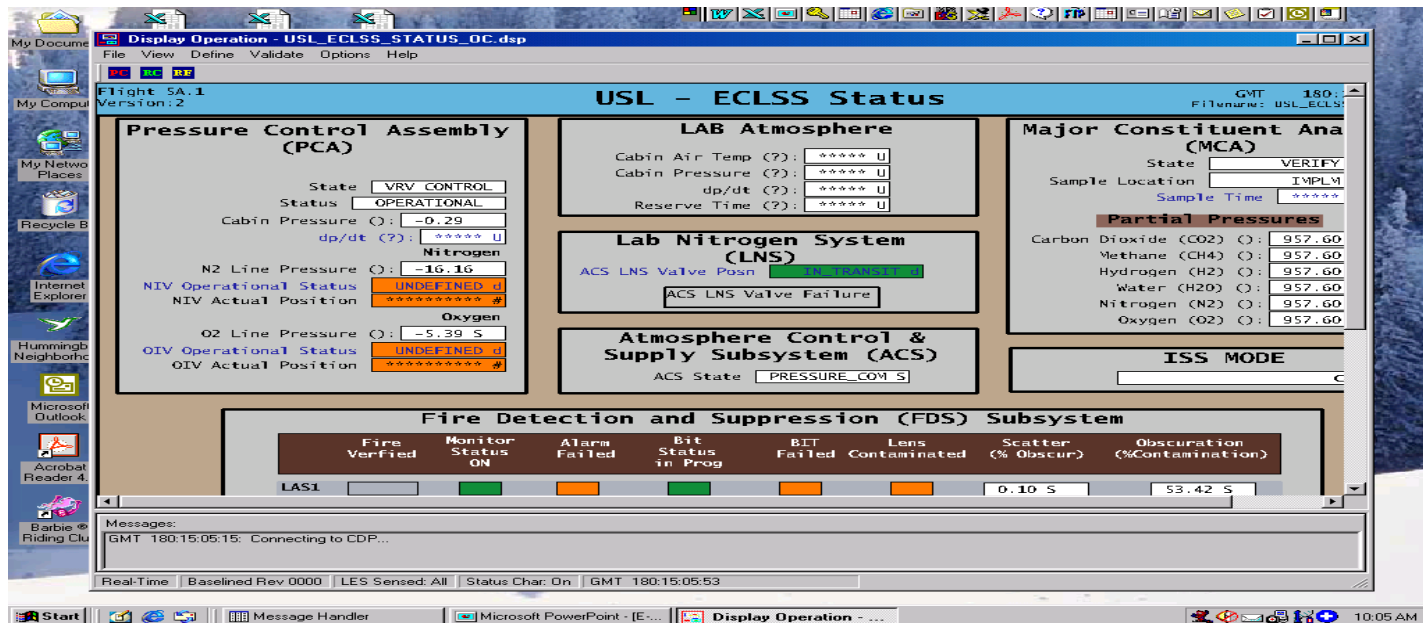 My Docume
My Compu
My Netwo
Places
Recycle B
Internet
Explorer
Hummingb
Neighborho
Microsof
Outlook
Acrobat
Reader 4.
Barbie ®
Riding Clu
Display Operation - USL_ECLSS_STATUS_OC.dsp
File View Define Validate Options Help
PC RC RF
Flight 5A.1
Version:2
USL - ECLSS Status
GMT 180:
Filename: USL_ECLS
Pressure Control Assembly
(PCA)
State VRV CONTROL
Status OPERATIONAL
Cabin Pressure (): -0.29
dp/dt (?): ***** U
Nitrogen
N2 Line Pressure (): -16.16
NIV Operational Status UNDEFINED d
NIV Actual Position ********** #
Oxygen
O2 Line Pressure (): -5.39 S
OIV Operational Status UNDEFINED d
OIV Actual Position ********** #
LAB Atmosphere
Cabin Air Temp (?): ***** U
Cabin Pressure (?): ***** U
dp/dt (?): ***** U
Reserve Time (?): ***** U
Lab Nitrogen System
(LNS)
ACS LNS Valve Posn IN_TRANSIT d
ACS LNS Valve Failure
Atmosphere Control &
Supply Subsystem (ACS)
ACS State PRESSURE_COM S
Major Constituent Ana
(MCA)
State VERIFY
Sample Location IMPLM
Sample Time *****
Partial Pressures
Carbon Dioxide (CO2) (): 957.60
Methane (CH4) (): 957.60
Hydrogen (H2) (): 957.60
Water (H2O) (): 957.60
Nitrogen (N2) (): 957.60
Oxygen (O2) (): 957.60
ISS MODE
C
Fire Detection and Suppression (FDS) Subsystem
Fire
Verfied
Monitor
Status
ON
Alarm
Failed
Bit
Status
in Prog
BIT
Failed
Lens
Contaminated
Scatter
(% Obscur)
Obscuration
(%Contamination)
LAS1 0.10 S 53.42 S
Messages:
GMT 180:15:05:15: Connecting to CDP...
Real-Time Baselined Rev 0000 LES Sensed: All Status Char: On GMT 180:15:05:53
Start Message Handler Microsoft PowerPoint - [E-... Display Operation - ... 10:05 AM